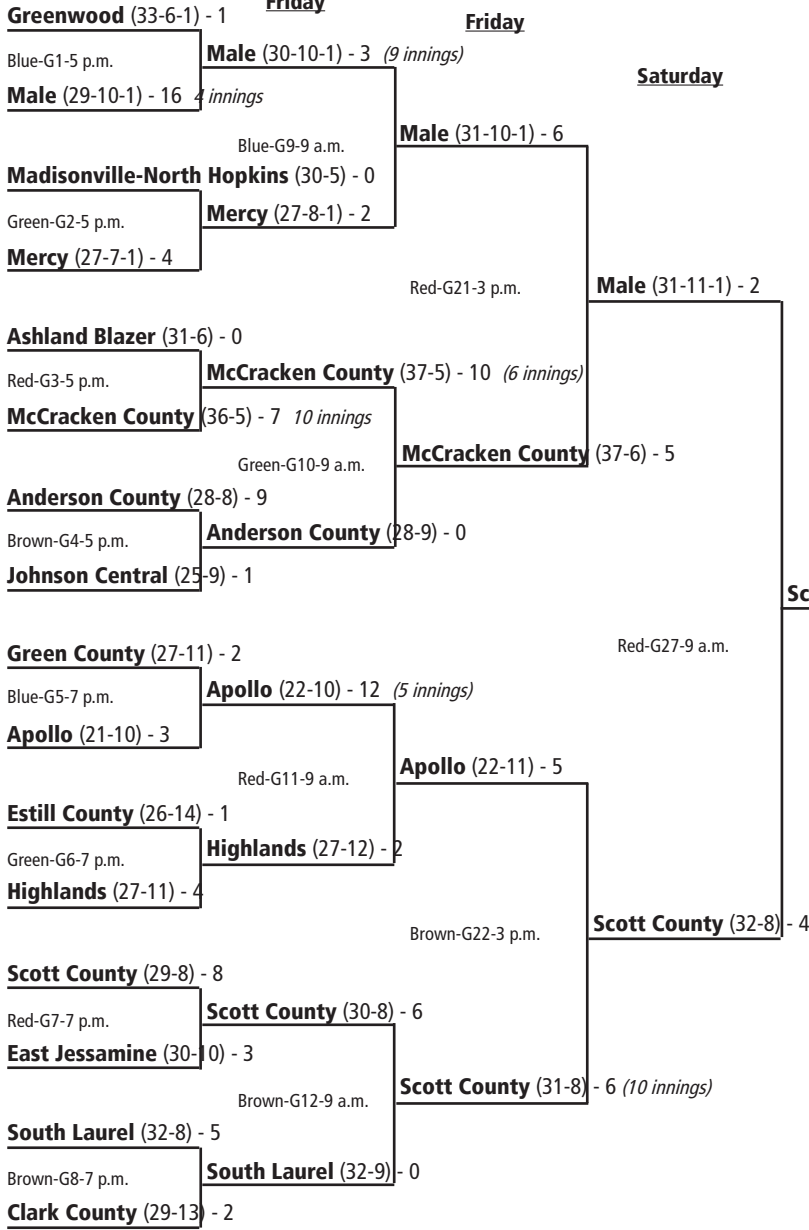 Friday
Friday
Saturday
Greenwood (33-6-1) - 1
Blue-G1-5 p.m.
Male (30-10-1) - 3 (9 innings)
Male (29-10-1) - 16 4 innings
Male (31-10-1) - 6
Blue-G9-9 a.m.
Madisonville-North Hopkins (30-5) - 0
Green-G2-5 p.m.
Mercy (27-8-1) - 2
Mercy (27-7-1) - 4
Red-G21-3 p.m.
Male (31-11-1) - 2
Ashland Blazer (31-6) - 0
Red-G3-5 p.m.
McCracken County (37-5) - 10 (6 innings)
McCracken County (36-5) - 7 10 innings
Green-G10-9 a.m.
McCracken County (37-6) - 5
Anderson County (28-8) - 9
Brown-G4-5 p.m.
Anderson County (28-9) - 0
Johnson Central (25-9) - 1
Sc
Red-G27-9 a.m.
Green County (27-11) - 2
Blue-G5-7 p.m.
Apollo (22-10) - 12 (5 innings)
Apollo (21-10) - 3
Red-G11-9 a.m.
Apollo (22-11) - 5
Estill County (26-14) - 1
Green-G6-7 p.m.
Highlands (27-12) - 2
Highlands (27-11) - 4
Brown-G22-3 p.m.
Scott County (32-8) - 4
Scott County (29-8) - 8
Red-G7-7 p.m.
Scott County (30-8) - 6
East Jessamine (30-10) - 3
Brown-G12-9 a.m.
Scott County (31-8) - 6 (10 innings)
South Laurel (32-8) - 5
Brown-G8-7 p.m.
South Laurel (32-9) - 0
Clark County (29-13) - 2